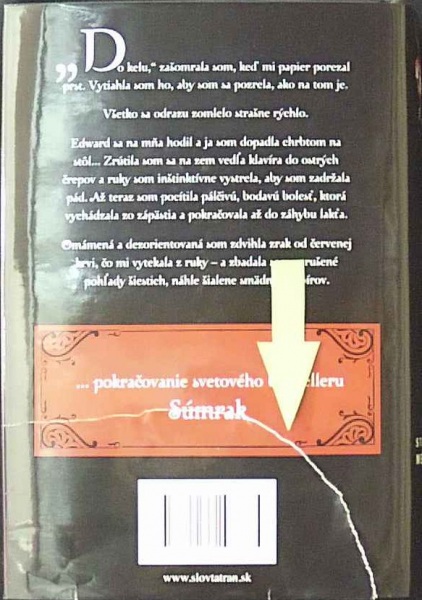 „Do kelu,“ zašomrala som, keď mi papier porezal
prst. Vytiahla som ho, aby som sa pozrela, ako na tom je.
Všetko sa odrazu zomlelo strašne rýchlo.
Edward sa na mňa hodil a ja som dopadla chrbtom na
stôl... Zrútila som sa na zem vedľa klavíra do ostrých
črepov a ruky som inštinktívne vystrela, aby som zadržala
pád. Až teraz som pocítila pálčivú, bodavú bolesť, ktorá
vychádzala zo zápästia a pokračovala až do záhybu lakťa.
Omámená a dezorientovaná som zdvihla zrak od červenej
krvi, čo mi vytekala z ruky – a zbadala
pohľady šiestich, náhle šialene
... pokračovanie svetového
Súmrak
www.slovtatran.sk